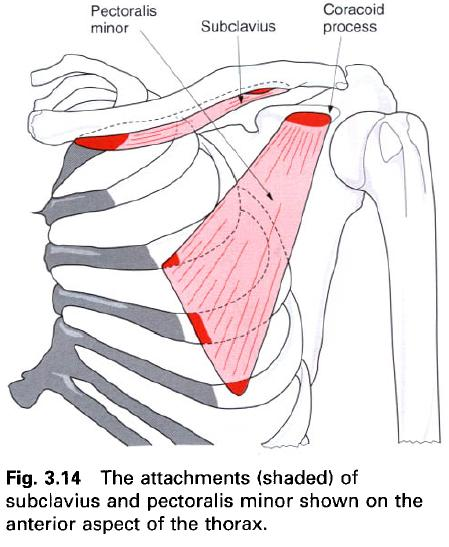 Pectoralis
minor
Subclavius
Coracoid
process
Fig. 3.14 The attachments (shaded) of
subclavius and pectoralis minor shown on the
anterior aspect of the thorax.